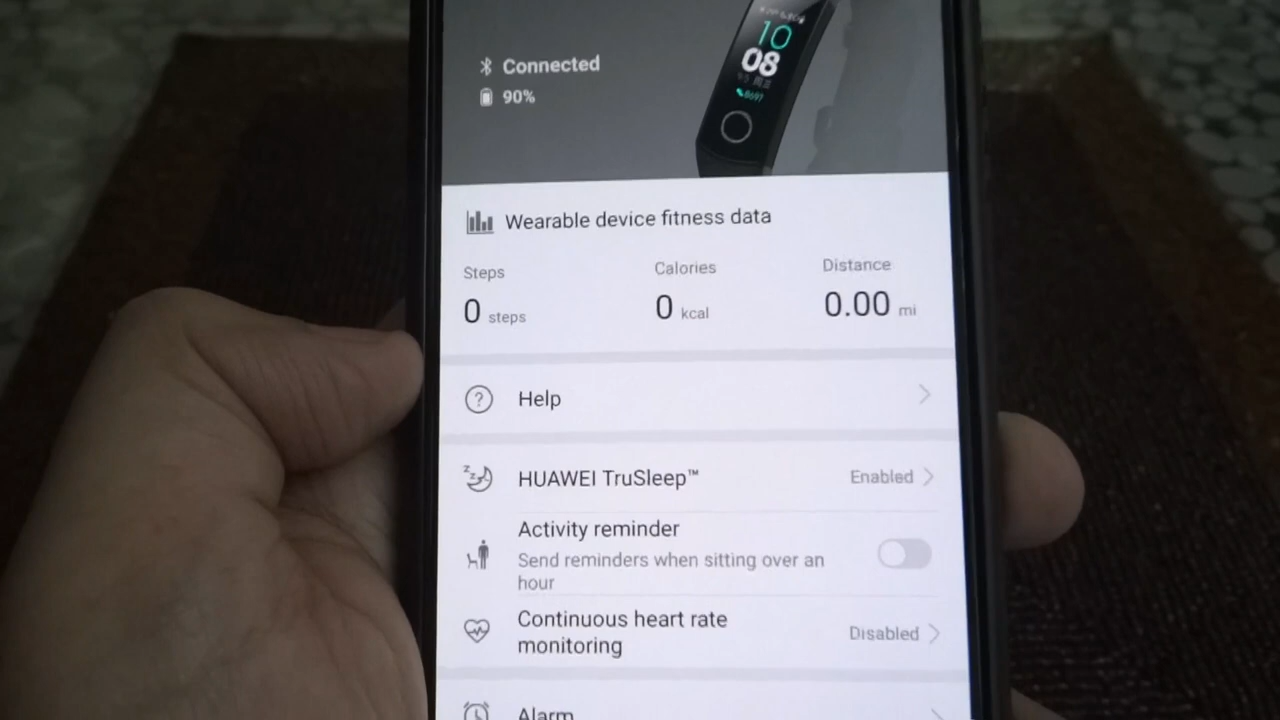 Connected
90%
10
08
8697
Wearable device fitness data
Steps
Calories
Distance
0 steps
0 kcal
0.00 mi
? Help
HUAWEI TruSleep™
Enabled
Activity reminder
Send reminders when sitting over an
hour
Continuous heart rate
monitoring
Disabled
Alarm